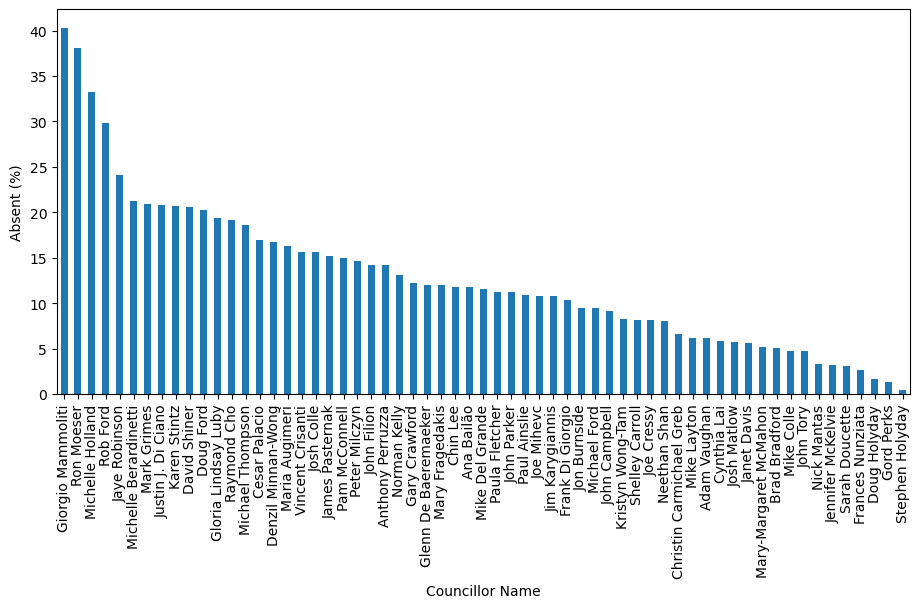 Absent (%)
40
35
30
25
20
15
10
5
0
Giorgio Mammoliti
Ron Moeser
Michelle Holland
Rob Ford
Jaye Robinson
Michelle Berardinetti
Mark Grimes
Justin J. Di Ciano
Karen Stintz
David Shiner
Doug Ford
Gloria Lindsay Luby
Raymond Cho
Michael Thompson
Cesar Palacio
Denzil Minnan-Wong
Maria Augimeri
Vincent Crisanti
Josh Colle
James Pasternak
Pam McConnell
Peter Milczyn
John Filion
Anthony Perruzza
Norman Kelly
Gary Crawford
Glenn De Baeremaeker
Mary Fragedakis
Chin Lee
Ana Bailão
Mike Del Grande
Paula Fletcher
John Parker
Paul Ainslie
Joe Mihevc
Jim Karygiannis
Frank Di Giorgio
Jon Burnside
Michael Ford
John Campbell
Kristyn Wong-Tam
Shelley Carroll
Joe Cressy
Neethan Shan
Christin Carmichael Greb
Mike Layton
Adam Vaughan
Cynthia Lai
Josh Matlow
Janet Davis
Mary-Margaret McMahon
Brad Bradford
Mike Colle
John Tory
Nick Mantas
Jennifer McKelvie
Sarah Doucette
Frances Nunziata
Doug Holyday
Gord Perks
Stephen Holyday
Councillor Name